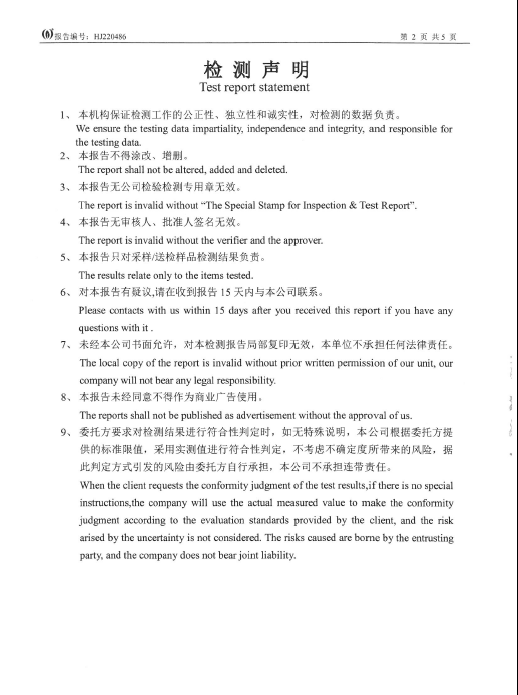 报告编号：HJ220486
第 2 页 共 5 页
检 测 声 明
Test report statement
1、 本机构保证检测工作的公正性、独立性和诚实性，对检测的数据负责。
We ensure the testing data impartiality, independence and integrity, and responsible for
the testing data.
2、 本报告不得涂改、增删。
The report shall not be altered, added and deleted.
3、 本报告无公司检验检测专用章无效。
The report is invalid without “The Special Stamp for Inspection & Test Report”.
4、 本报告无审核人、批准人签名无效。
The report is invalid without the verifier and the approver.
5、 本报告只对采样/送检样品检测结果负责。
The results relate only to the items tested.
6、 对本报告有疑议,请在收到报告 15 天内与本公司联系。
Please contacts with us within 15 days after you received this report if you have any
questions with it .
7、 未经本公司书面允许，对本检测报告局部复印无效，本单位不承担任何法律责任。
The local copy of the report is invalid without prior written permission of our unit, our
company will not bear any legal responsibility.
8、 本报告未经同意不得作为商业广告使用。
The reports shall not be published as advertisement without the approval of us.
9、 委托方要求对检测结果进行符合性判定时，如无特殊说明，本公司根据委托方提
供的标准限值，采用实测值进行符合性判定，不考虑不确定度所带来的风险，据
此判定方式引发的风险由委托方自行承担，本公司不承担连带责任。
When the client requests the conformity judgment of the test results,if there is no special
instructions,the company will use the actual measured value to make the conformity
judgment according to the evaluation standards provided by the client, and the risk
arised by the uncertainty is not considered. The risks caused are borne by the entrusting
party, and the company does not bear joint liability.